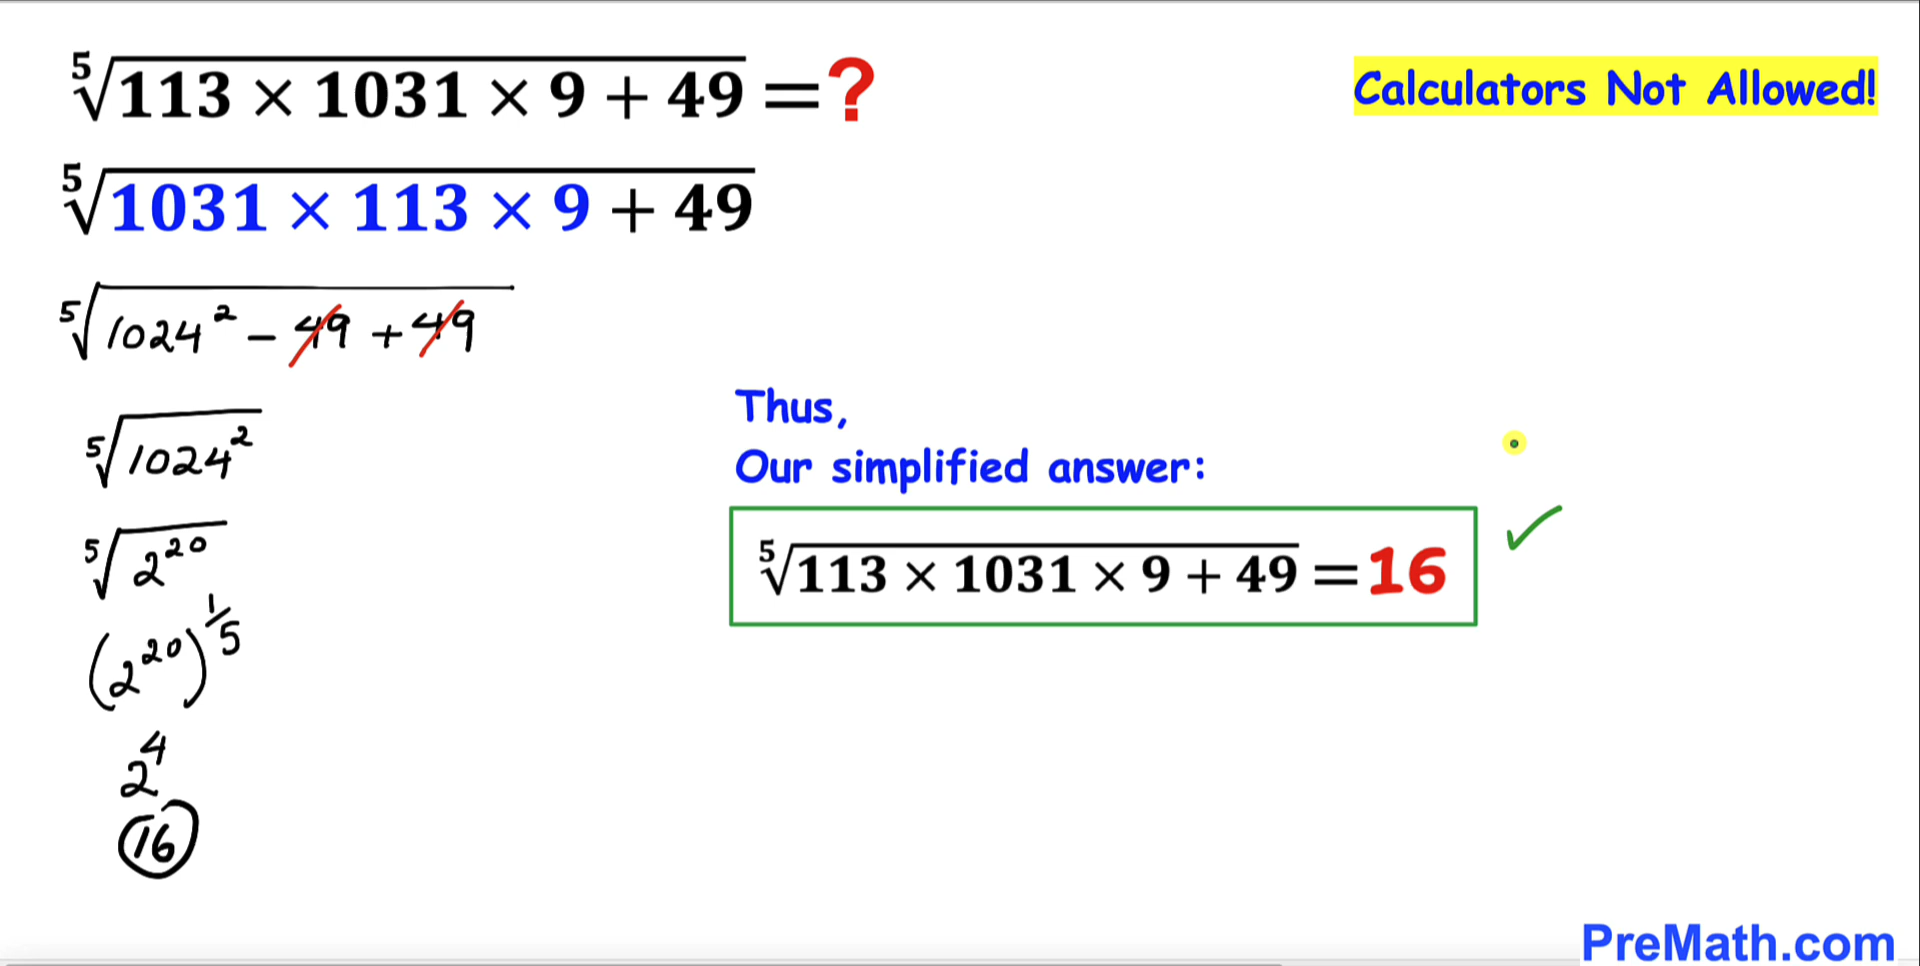 ⁵√113 × 1031 × 9 + 49 = ?
Calculators Not Allowed!
⁵√1031 × 113 × 9 + 49
⁵√1024² - 49 + 49
⁵√1024²
Thus,
Our simplified answer:
⁵√2²⁰
⁵√113 × 1031 × 9 + 49 = 16
(2²⁰)^1/5
2⁴
16
PreMath.com